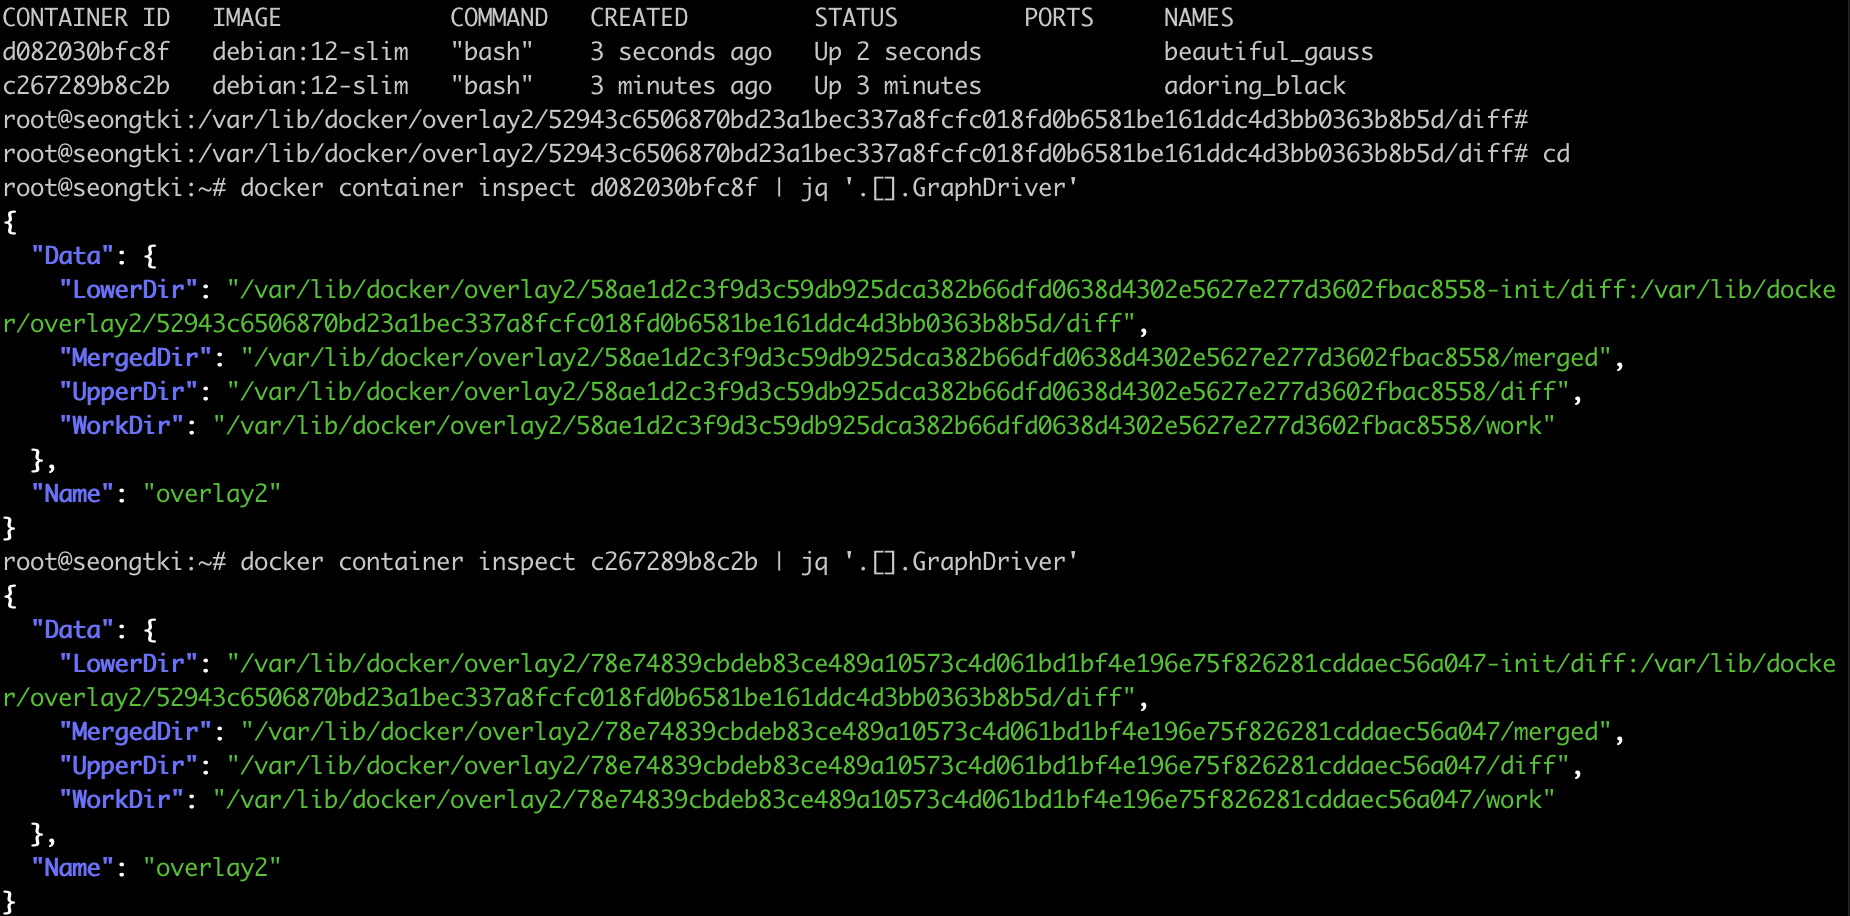 CONTAINER ID   IMAGE            COMMAND   CREATED         STATUS         PORTS     NAMES
d082030bfc8f   debian:12-slim   "bash"    3 seconds ago   Up 2 seconds             beautiful_gauss
c267289b8c2b   debian:12-slim   "bash"    3 minutes ago   Up 3 minutes             adoring_black
root@seongtki:/var/lib/docker/overlay2/52943c6506870bd23a1bec337a8fcfc018fd0b6581be161ddc4d3bb0363b8b5d/diff#
root@seongtki:/var/lib/docker/overlay2/52943c6506870bd23a1bec337a8fcfc018fd0b6581be161ddc4d3bb0363b8b5d/diff# cd
root@seongtki:~# docker container inspect d082030bfc8f | jq '.[].GraphDriver'
{
  "Data": {
    "LowerDir": "/var/lib/docker/overlay2/58ae1d2c3f9d3c59db925dca382b66dfd0638d4302e5627e277d3602fbac8558-init/diff:/var/lib/docke
r/overlay2/52943c6506870bd23a1bec337a8fcfc018fd0b6581be161ddc4d3bb0363b8b5d/diff",
    "MergedDir": "/var/lib/docker/overlay2/58ae1d2c3f9d3c59db925dca382b66dfd0638d4302e5627e277d3602fbac8558/merged",
    "UpperDir": "/var/lib/docker/overlay2/58ae1d2c3f9d3c59db925dca382b66dfd0638d4302e5627e277d3602fbac8558/diff",
    "WorkDir": "/var/lib/docker/overlay2/58ae1d2c3f9d3c59db925dca382b66dfd0638d4302e5627e277d3602fbac8558/work"
  },
  "Name": "overlay2"
}
root@seongtki:~# docker container inspect c267289b8c2b | jq '.[].GraphDriver'
{
  "Data": {
    "LowerDir": "/var/lib/docker/overlay2/78e74839cbdeb83ce489a10573c4d061bd1bf4e196e75f826281cddaec56a047-init/diff:/var/lib/docke
r/overlay2/52943c6506870bd23a1bec337a8fcfc018fd0b6581be161ddc4d3bb0363b8b5d/diff",
    "MergedDir": "/var/lib/docker/overlay2/78e74839cbdeb83ce489a10573c4d061bd1bf4e196e75f826281cddaec56a047/merged",
    "UpperDir": "/var/lib/docker/overlay2/78e74839cbdeb83ce489a10573c4d061bd1bf4e196e75f826281cddaec56a047/diff",
    "WorkDir": "/var/lib/docker/overlay2/78e74839cbdeb83ce489a10573c4d061bd1bf4e196e75f826281cddaec56a047/work"
  },
  "Name": "overlay2"
}